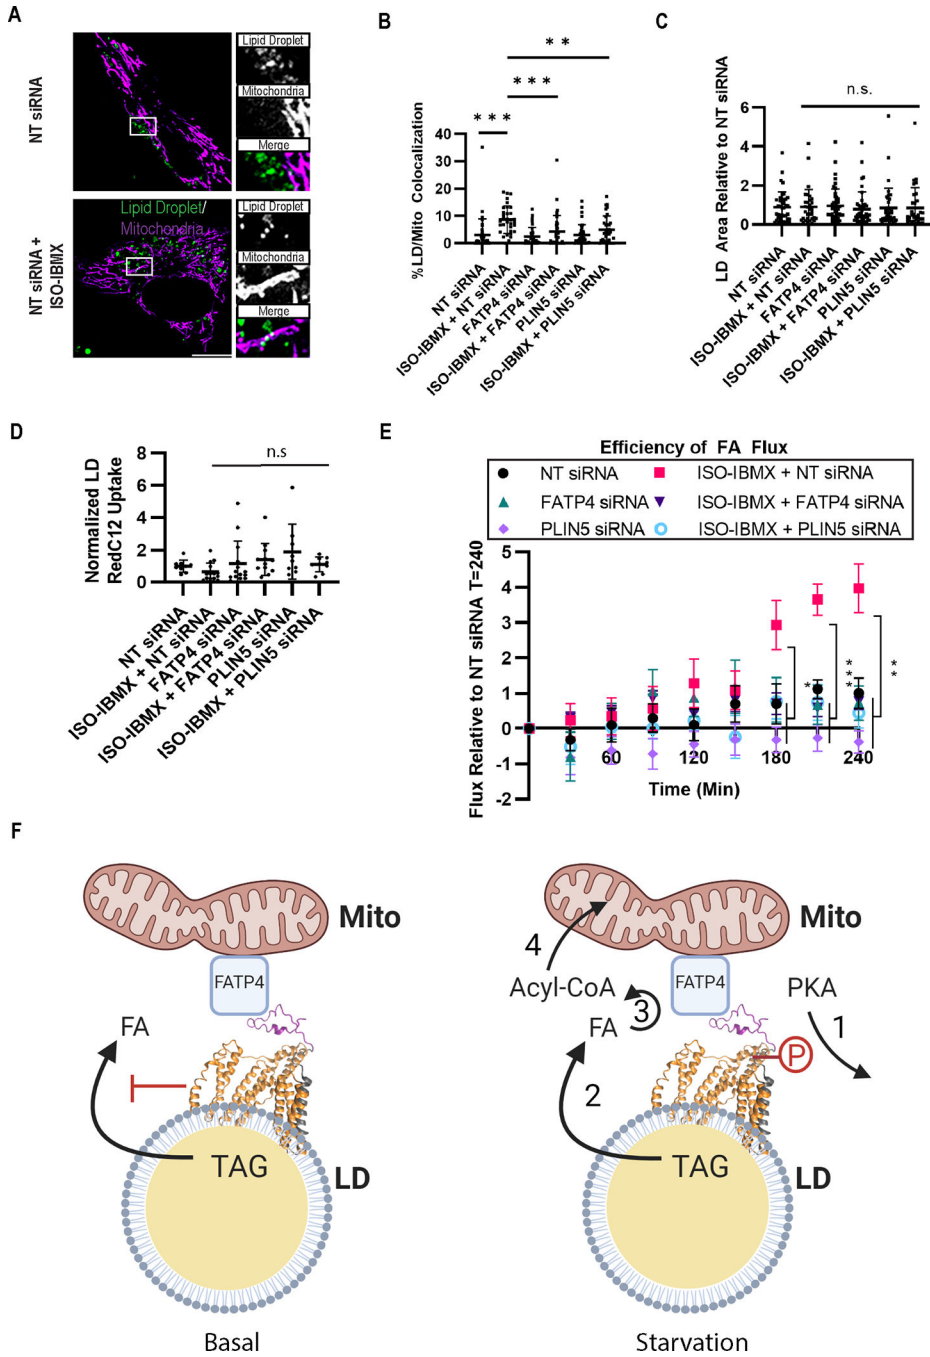 A
NT siRNA
Lipid Droplet
Mitochondria
Merge
NT siRNA +
ISO-IBMX
Lipid Droplet/
Mitochondria
Lipid Droplet
Mitochondria
Merge
B
%LD/Mito Colocalization
40
30
20
10
0
* * *
* * *
* *
NT siRNA
ISO-IBMX + NT siRNA
FATP4 siRNA
ISO-IBMX + FATP4 siRNA
PLIN5 siRNA
ISO-IBMX + PLIN5 siRNA
C
LD Area Relative to NT siRNA
6
4
2
0
n.s.
NT siRNA
ISO-IBMX + NT siRNA
FATP4 siRNA
ISO-IBMX + FATP4 siRNA
PLIN5 siRNA
ISO-IBMX + PLIN5 siRNA
D
Normalized LD
RedC12 Uptake
8
6
4
2
0
n.s
NT siRNA
ISO-IBMX + NT siRNA
FATP4 siRNA
ISO-IBMX + FATP4 siRNA
PLIN5 siRNA
ISO-IBMX + PLIN5 siRNA
E
Efficiency of FA Flux
NT siRNA
ISO-IBMX + NT siRNA
FATP4 siRNA
ISO-IBMX + FATP4 siRNA
PLIN5 siRNA
ISO-IBMX + PLIN5 siRNA
Flux Relative to NT siRNA T=240
5
4
3
2
1
0
-1
-2
60
120
180
240
*
***
**
Time (Min)
F
Mito
FATP4
FA
TAG
LD
Basal
Mito
4
Acyl-CoA
FATP4
PKA
3
FA
1
P
2
TAG
LD
Starvation